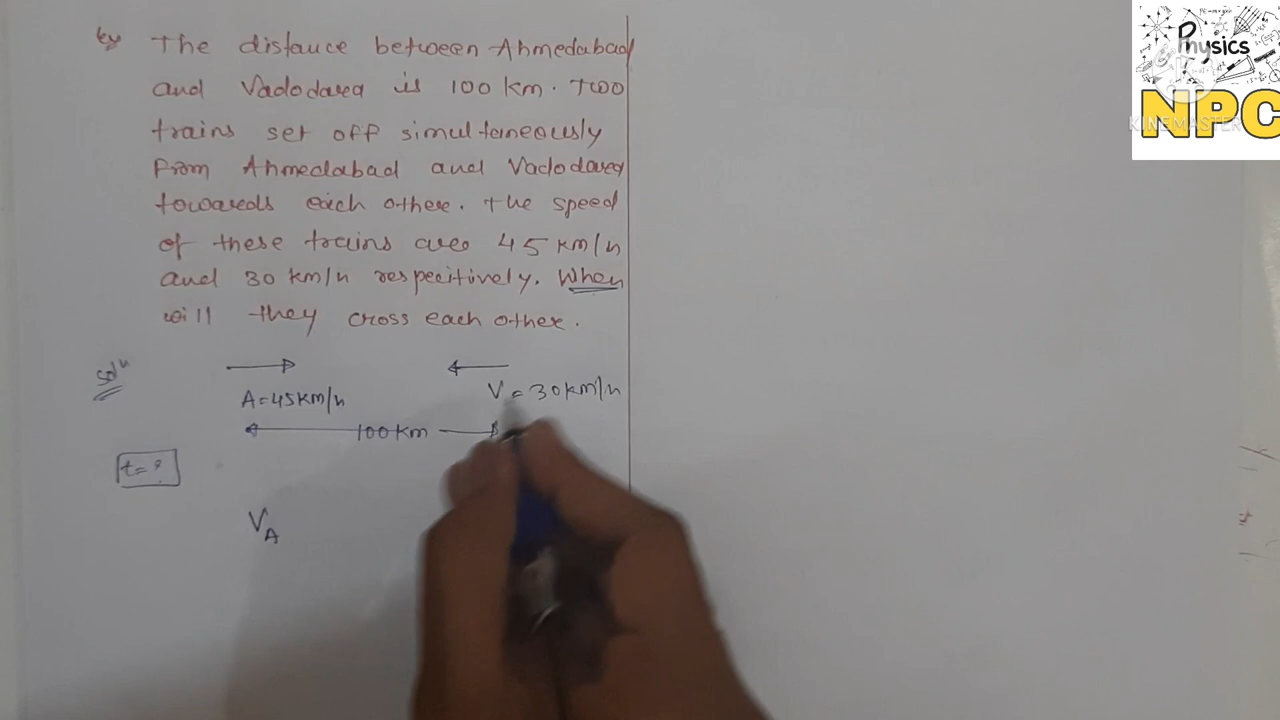 The distance between Ahmedabad
and Vadodara is 100 km. Two
trains set off simultaneously
from Ahmedabad and Vadodara
towards each other. the speed
of these trains are 45 km/h
and 30 km/h respectively. When
will they cross each other.
Solⁿ
A=45km/h
V=30km/h
100km
t=?
V_A
Physics
NPC
KINEMASTER